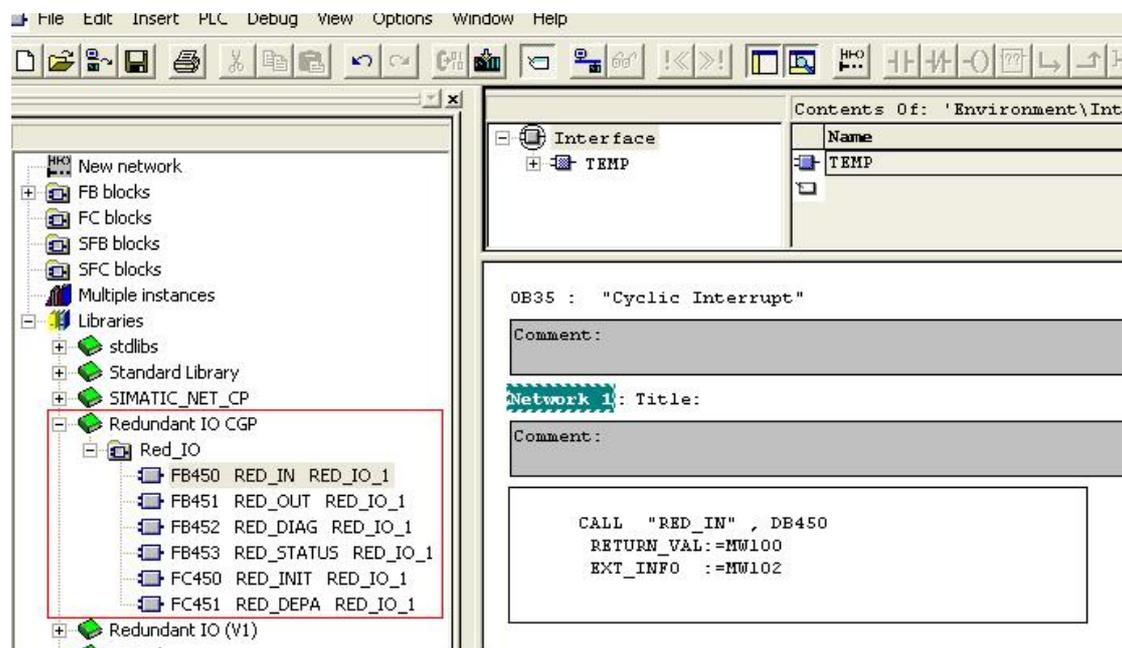 File Edit Insert PLC Debug View Options Window Help
New network
FB blocks
FC blocks
SFB blocks
SFC blocks
Multiple instances
Libraries
stdlibs
Standard Library
SIMATIC_NET_CP
Redundant IO CGP
Red_IO
FB450 RED_IN RED_IO_1
FB451 RED_OUT RED_IO_1
FB452 RED_DIAG RED_IO_1
FB453 RED_STATUS RED_IO_1
FC450 RED_INIT RED_IO_1
FC451 RED_DEPA RED_IO_1
Redundant IO (V1)
Interface
TEMP
Contents Of: 'Environment\Int
Name
TEMP
OB35 : "Cyclic Interrupt"
Comment:
Network 1: Title:
Comment:
CALL "RED_IN" , DB450
RETURN_VAL:=MW100
EXT_INFO :=MW102